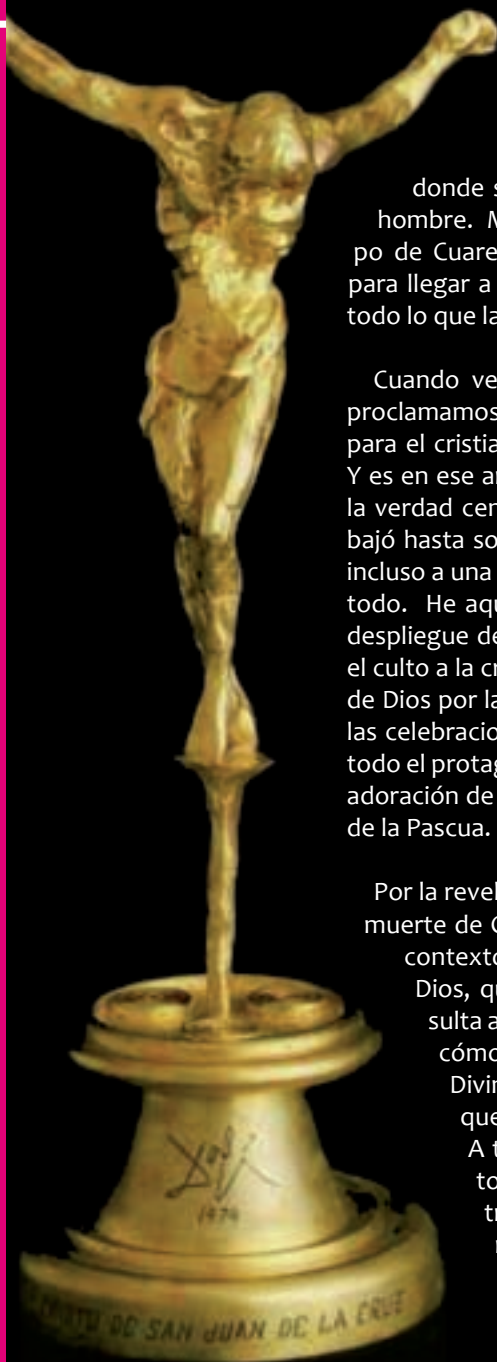 donde s
hombre. M
po de Cuare
para llegar a
todo lo que la
Cuando ve
proclamamos
para el cristia
Y es en ese a
la verdad cen
bajó hasta so
incluso a una
todo. He aqu
despliegue de
el culto a la cr
de Dios por la
las celebracio
todo el protag
adoración de
de la Pascua.
Por la revel
muerte de C
contexto
Dios, qu
sulta a
cómo
Divin
que
A t
to
tr
Dalí
1974
CRISTO DE SAN JUAN DE LA CRUZ